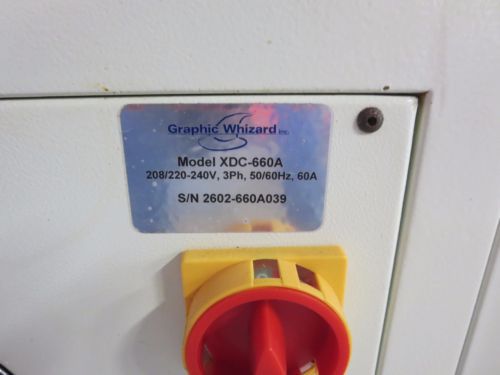 Graphic Whizard Inc.
Model XDC-660A
208/220-240V, 3Ph, 50/60Hz, 60A
S/N 2602-660A039